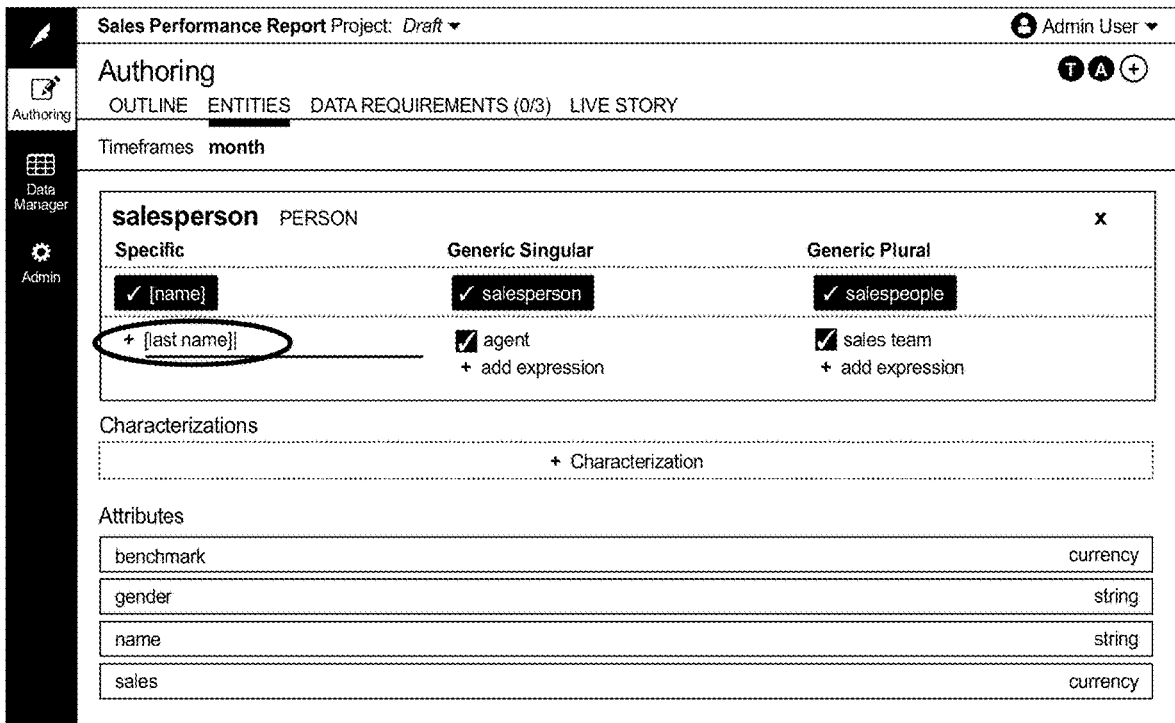 Sales Performance Report Project: Draft
Admin User
Authoring
T A +
OUTLINE ENTITIES DATA REQUIREMENTS (0/3) LIVE STORY
Authoring
Timeframes month
Data
Manager
salesperson PERSON x
Specific Generic Singular Generic Plural
Admin
✓ [name} ✓ salesperson ✓ salespeople
+ [last name}| ✓ agent ✓ sales team
+ add expression + add expression
Characterizations
+ Characterization
Attributes
benchmark currency
gender string
name string
sales currency